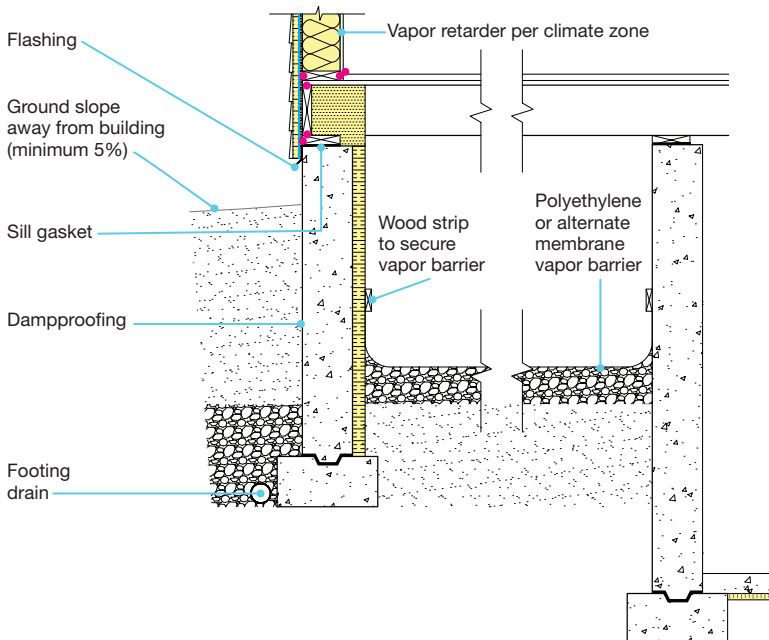 Vapor retarder per climate zone
Flashing
Ground slope
away from building
(minimum 5%)
Sill gasket
Wood strip
to secure
vapor barrier
Polyethylene
or alternate
membrane
vapor barrier
Dampproofing
Footing
drain